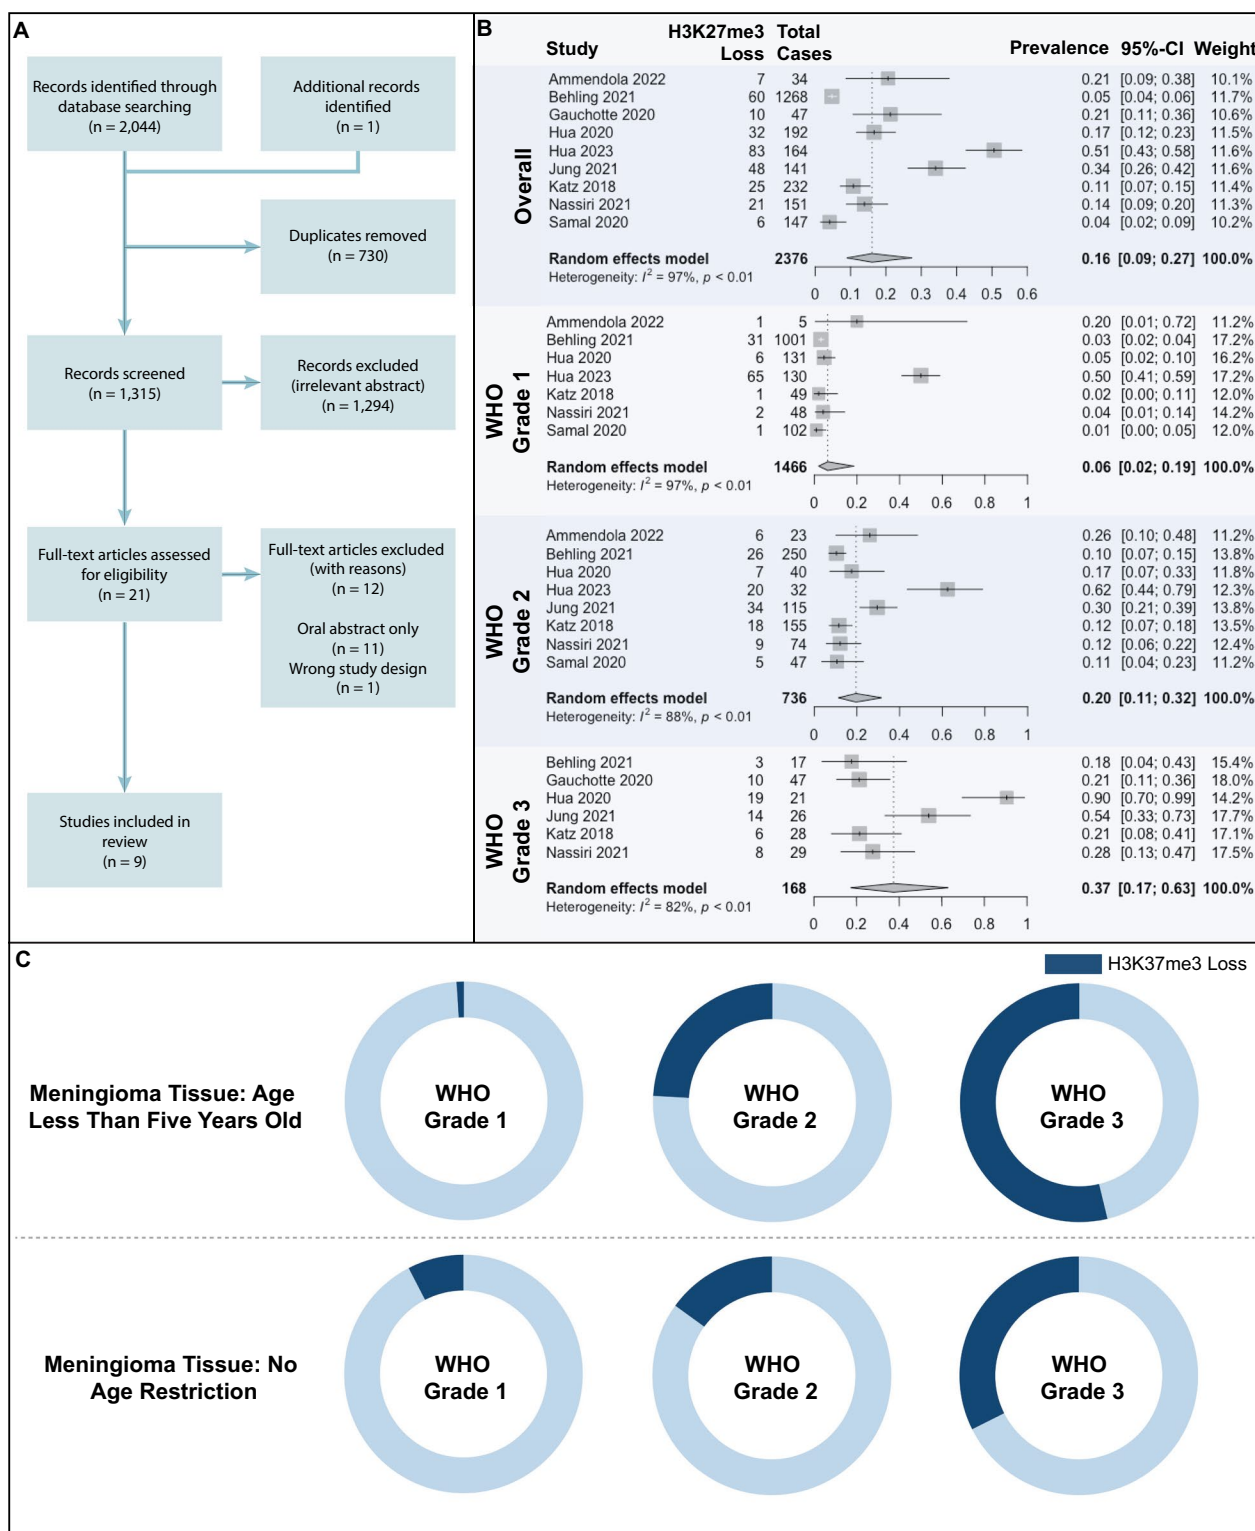 A
Records identified through
database searching
(n = 2,044)
Additional records
identified
(n = 1)
Duplicates removed
(n = 730)
Records screened
(n = 1,315)
Records excluded
(irrelevant abstract)
(n = 1,294)
Full-text articles assessed
for eligibility
(n = 21)
Full-text articles excluded
(with reasons)
(n = 12)
Oral abstract only
(n = 11)
Wrong study design
(n = 1)
Studies included in
review
(n = 9)
B
Study H3K27me3 Loss Total Cases Prevalence 95%-CI Weight
Overall
Ammendola 2022 7 34 0.21 [0.09; 0.38] 10.1%
Behling 2021 60 1268 0.05 [0.04; 0.06] 11.7%
Gauchotte 2020 10 47 0.21 [0.11; 0.36] 10.6%
Hua 2020 32 192 0.17 [0.12; 0.23] 11.5%
Hua 2023 83 164 0.51 [0.43; 0.58] 11.6%
Jung 2021 48 141 0.34 [0.26; 0.42] 11.6%
Katz 2018 25 232 0.11 [0.07; 0.15] 11.4%
Nassiri 2021 21 151 0.14 [0.09; 0.20] 11.3%
Samal 2020 6 147 0.04 [0.02; 0.09] 10.2%
Random effects model 2376 0.16 [0.09; 0.27] 100.0%
Heterogeneity: I² = 97%, p < 0.01
0 0.1 0.2 0.3 0.4 0.5 0.6
WHO
Grade 1
Ammendola 2022 1 5 0.20 [0.01; 0.72] 11.2%
Behling 2021 31 1001 0.03 [0.02; 0.04] 17.2%
Hua 2020 6 131 0.05 [0.02; 0.10] 16.2%
Hua 2023 65 130 0.50 [0.41; 0.59] 17.2%
Katz 2018 1 49 0.02 [0.00; 0.11] 12.0%
Nassiri 2021 2 48 0.04 [0.01; 0.14] 14.2%
Samal 2020 1 102 0.01 [0.00; 0.05] 12.0%
Random effects model 1466 0.06 [0.02; 0.19] 100.0%
Heterogeneity: I² = 97%, p < 0.01
0 0.2 0.4 0.6 0.8 1
WHO
Grade 2
Ammendola 2022 6 23 0.26 [0.10; 0.48] 11.2%
Behling 2021 26 250 0.10 [0.07; 0.15] 13.8%
Hua 2020 7 40 0.17 [0.07; 0.33] 11.8%
Hua 2023 20 32 0.62 [0.44; 0.79] 12.3%
Jung 2021 34 115 0.30 [0.21; 0.39] 13.8%
Katz 2018 18 155 0.12 [0.07; 0.18] 13.5%
Nassiri 2021 9 74 0.12 [0.06; 0.22] 12.4%
Samal 2020 5 47 0.11 [0.04; 0.23] 11.2%
Random effects model 736 0.20 [0.11; 0.32] 100.0%
Heterogeneity: I² = 88%, p < 0.01
0 0.2 0.4 0.6 0.8 1
WHO
Grade 3
Behling 2021 3 17 0.18 [0.04; 0.43] 15.4%
Gauchotte 2020 10 47 0.21 [0.11; 0.36] 18.0%
Hua 2020 19 21 0.90 [0.70; 0.99] 14.2%
Jung 2021 14 26 0.54 [0.33; 0.73] 17.7%
Katz 2018 6 28 0.21 [0.08; 0.41] 17.1%
Nassiri 2021 8 29 0.28 [0.13; 0.47] 17.5%
Random effects model 168 0.37 [0.17; 0.63] 100.0%
Heterogeneity: I² = 82%, p < 0.01
0 0.2 0.4 0.6 0.8 1
C
H3K37me3 Loss
Meningioma Tissue: Age
Less Than Five Years Old
WHO
Grade 1
WHO
Grade 2
WHO
Grade 3
Meningioma Tissue: No
Age Restriction
WHO
Grade 1
WHO
Grade 2
WHO
Grade 3